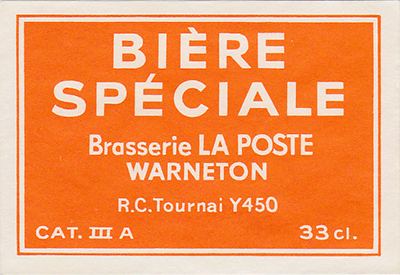 BIÈRE
SPÉCIALE
Brasserie LA POSTE
WARNETON
R.C.Tournai Y450
CAT. III A 33 cl.